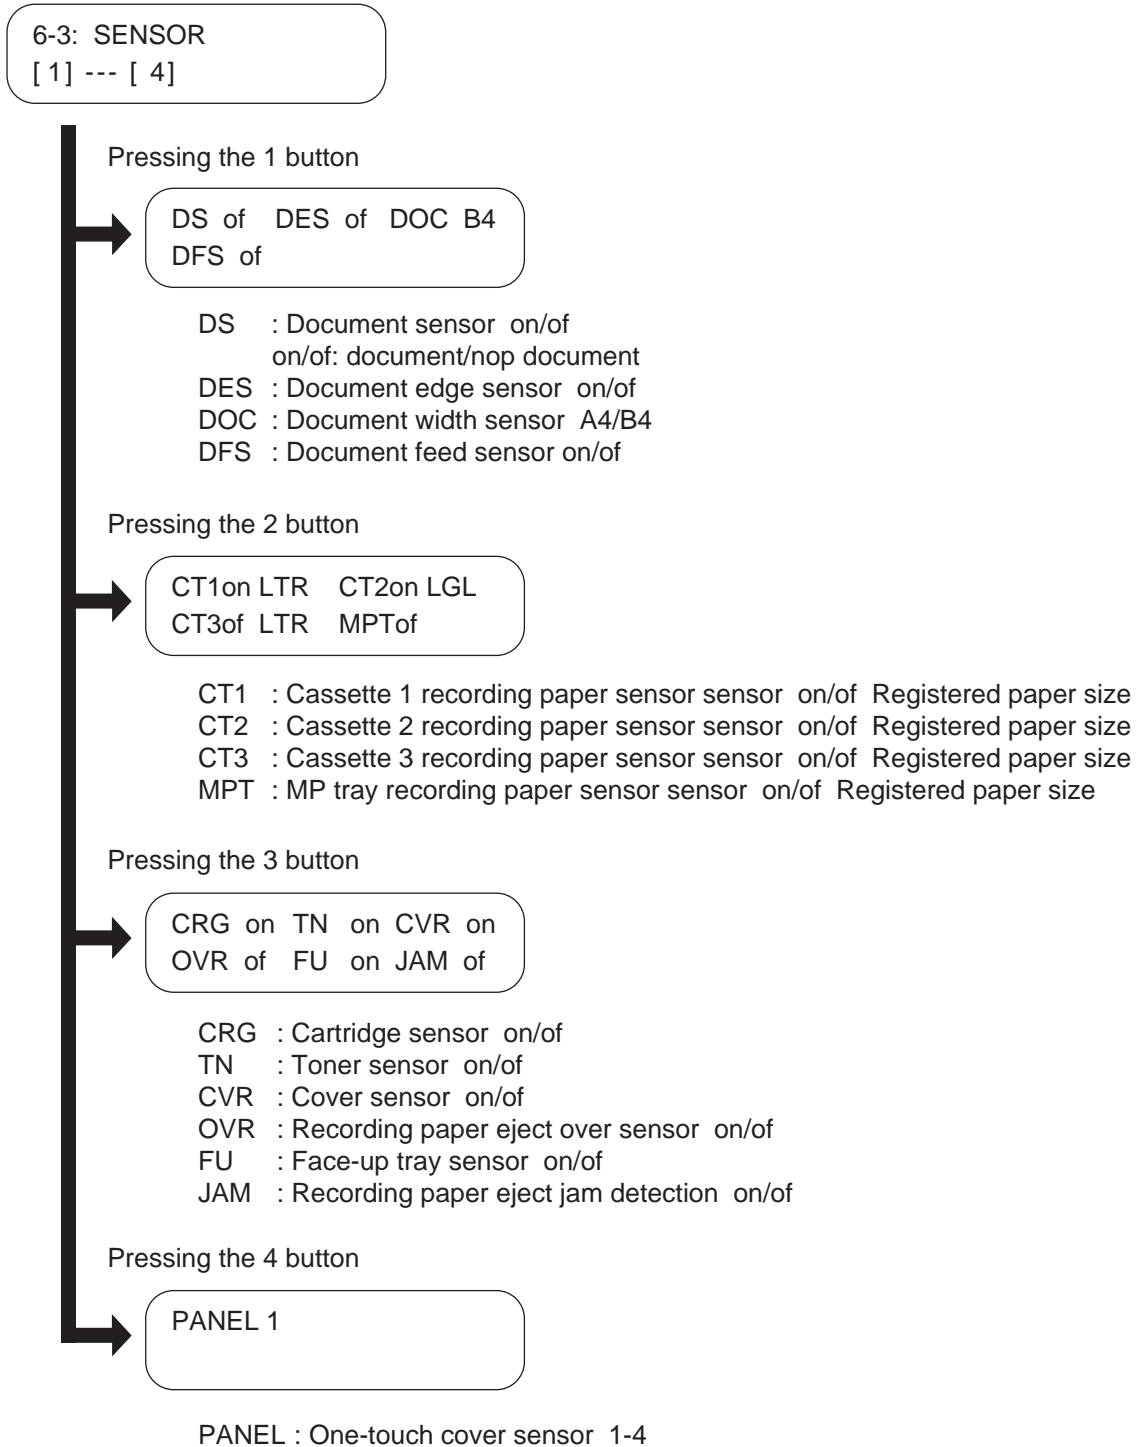 6-3: SENSOR
[ 1] --- [ 4]
Pressing the 1 button
DS of DES of DOC B4
DFS of
DS : Document sensor on/of
on/of: document/nop document
DES : Document edge sensor on/of
DOC : Document width sensor A4/B4
DFS : Document feed sensor on/of
Pressing the 2 button
CT1on LTR CT2on LGL
CT3of LTR MPTof
CT1 : Cassette 1 recording paper sensor sensor on/of Registered paper size
CT2 : Cassette 2 recording paper sensor sensor on/of Registered paper size
CT3 : Cassette 3 recording paper sensor sensor on/of Registered paper size
MPT : MP tray recording paper sensor sensor on/of Registered paper size
Pressing the 3 button
CRG on TN on CVR on
OVR of FU on JAM of
CRG : Cartridge sensor on/of
TN : Toner sensor on/of
CVR : Cover sensor on/of
OVR : Recording paper eject over sensor on/of
FU : Face-up tray sensor on/of
JAM : Recording paper eject jam detection on/of
Pressing the 4 button
PANEL 1
PANEL : One-touch cover sensor 1-4